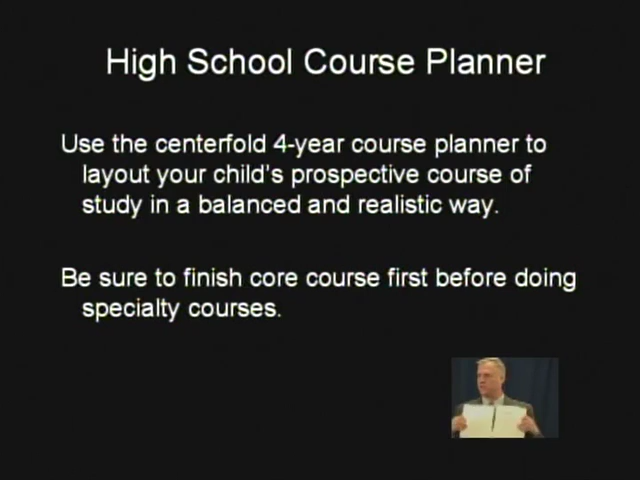 High School Course Planner
Use the centerfold 4-year course planner to
layout your child's prospective course of
study in a balanced and realistic way.
Be sure to finish core course first before doing
specialty courses.